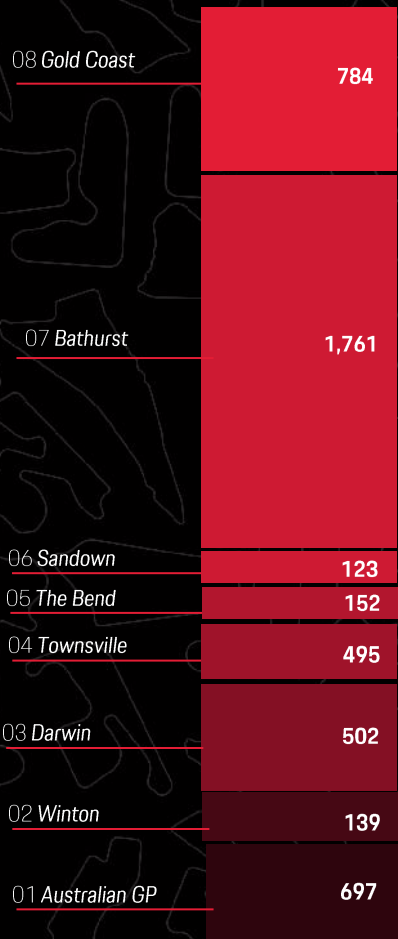 08 Gold Coast 784
07 Bathurst 1,761
06 Sandown 123
05 The Bend 152
04 Townsville 495
03 Darwin 502
02 Winton 139
01 Australian GP 697